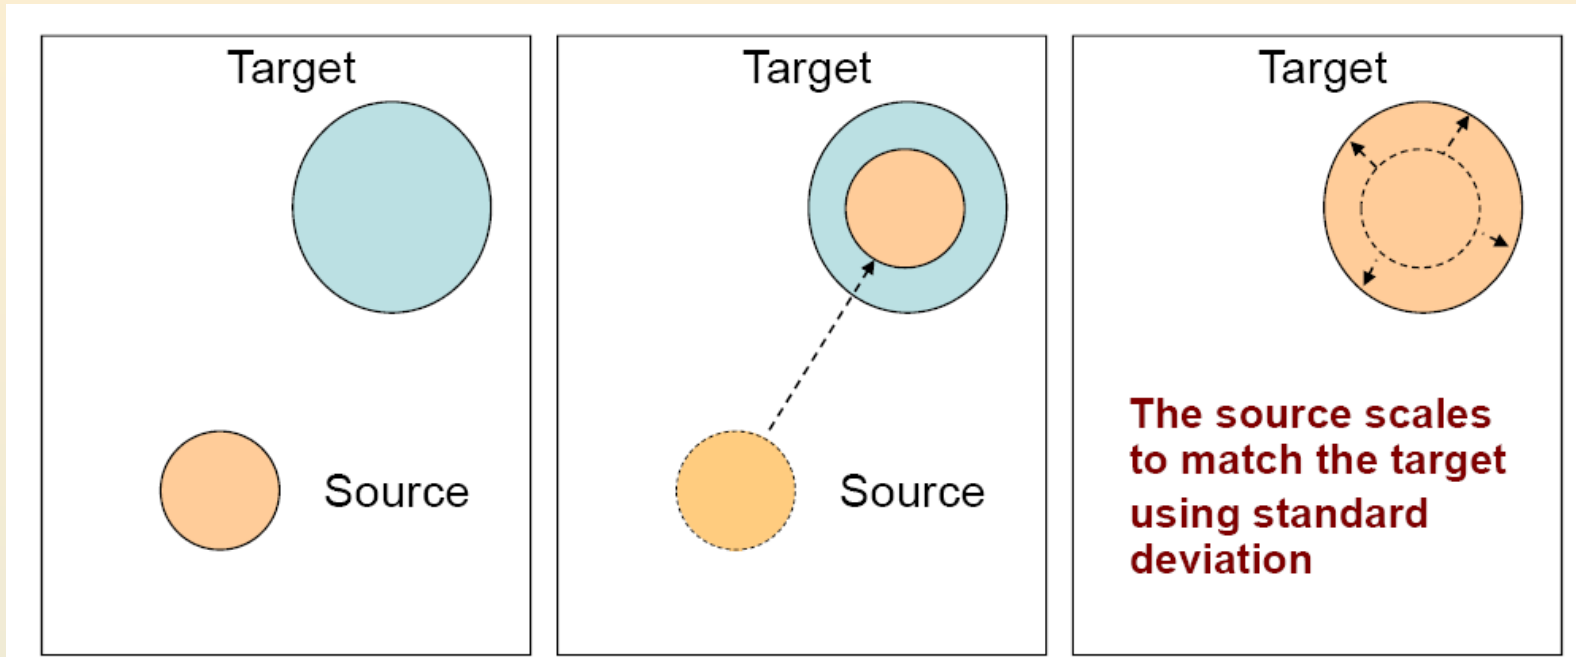 Target
Source
Target
Source
Target
The source scales
to match the target
using standard
deviation